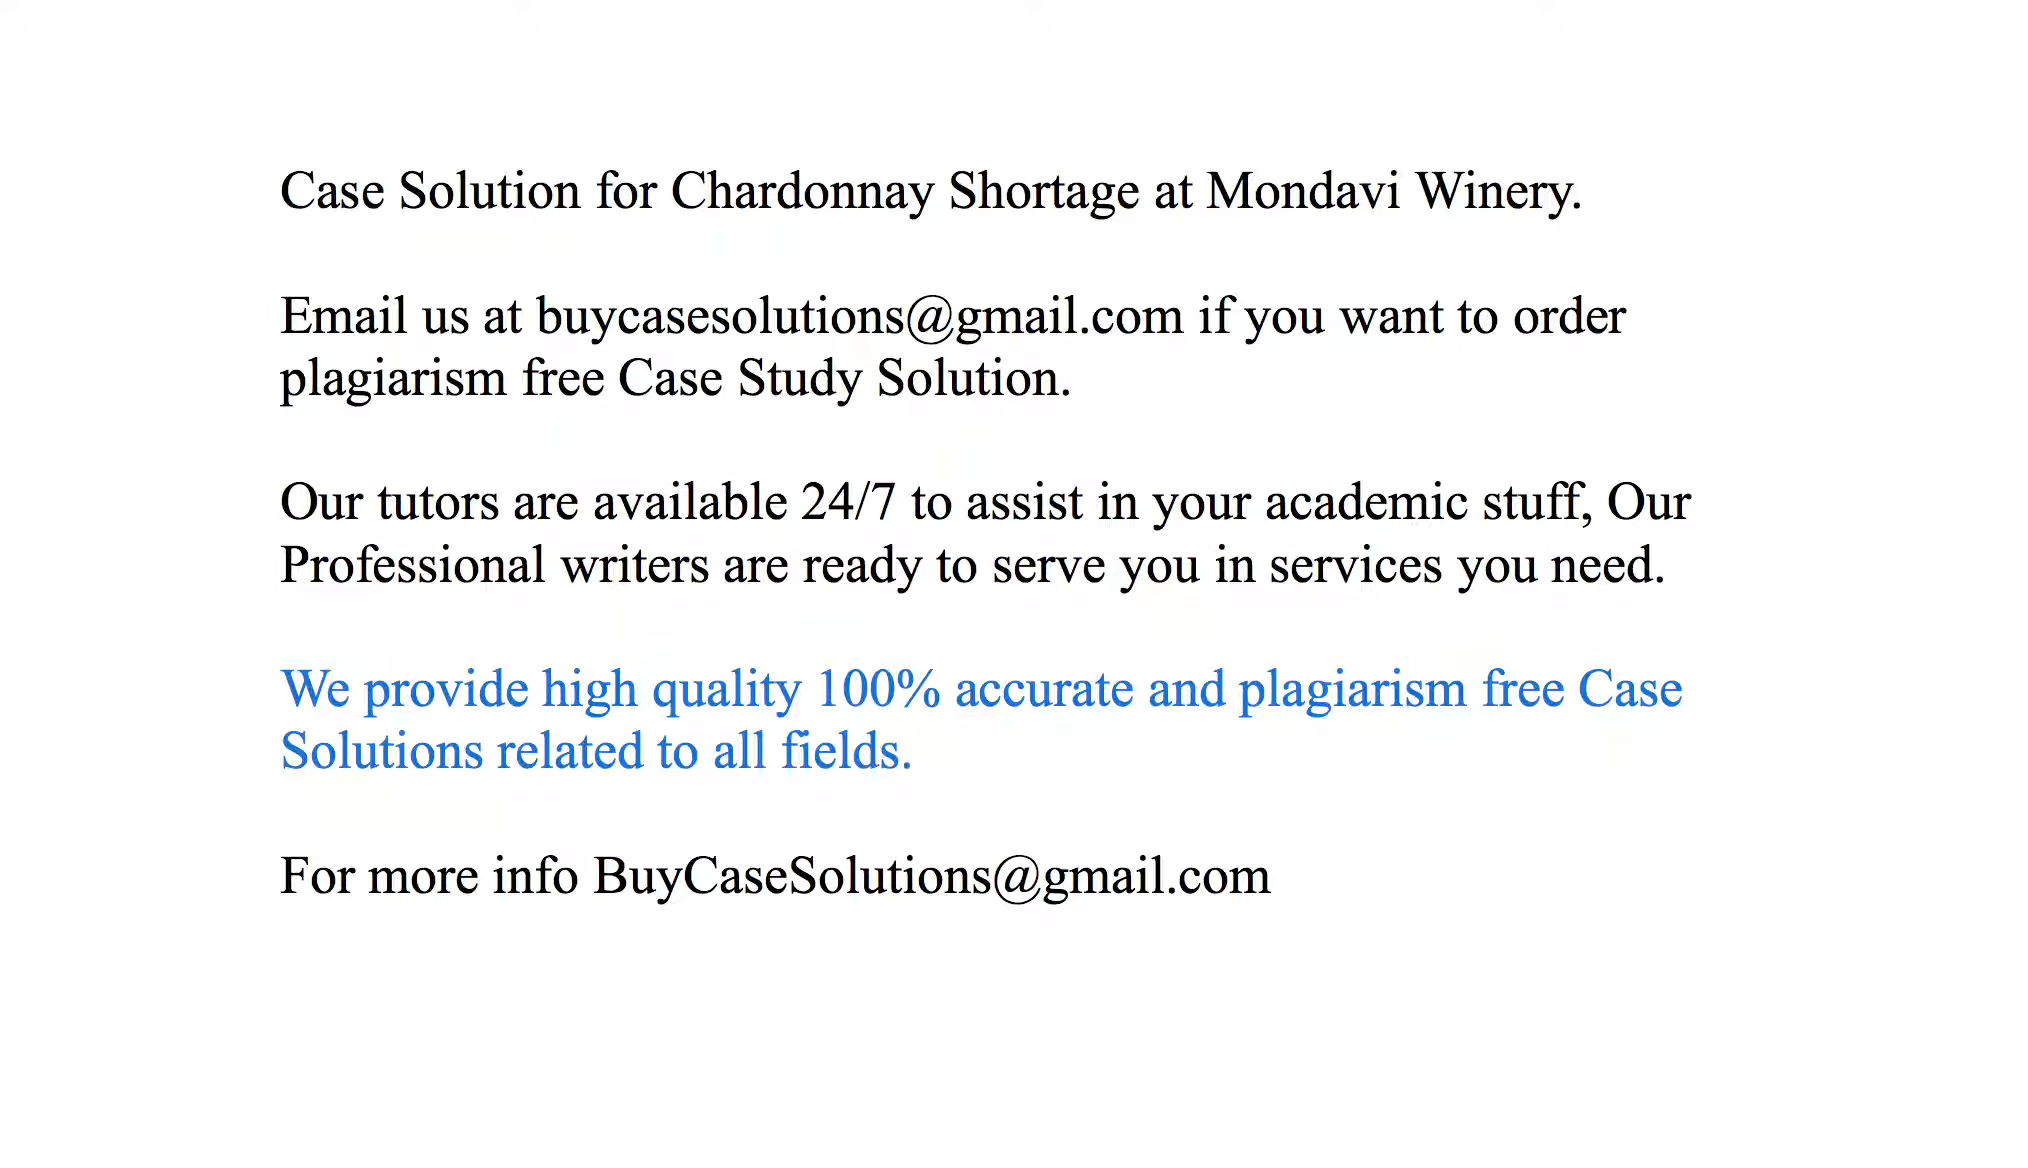 Case Solution for Chardonnay Shortage at Mondavi Winery.
Email us at buycasesolutions@gmail.com if you want to order
plagiarism free Case Study Solution.
Our tutors are available 24/7 to assist in your academic stuff, Our
Professional writers are ready to serve you in services you need.
We provide high quality 100% accurate and plagiarism free Case
Solutions related to all fields.
For more info BuyCaseSolutions@gmail.com